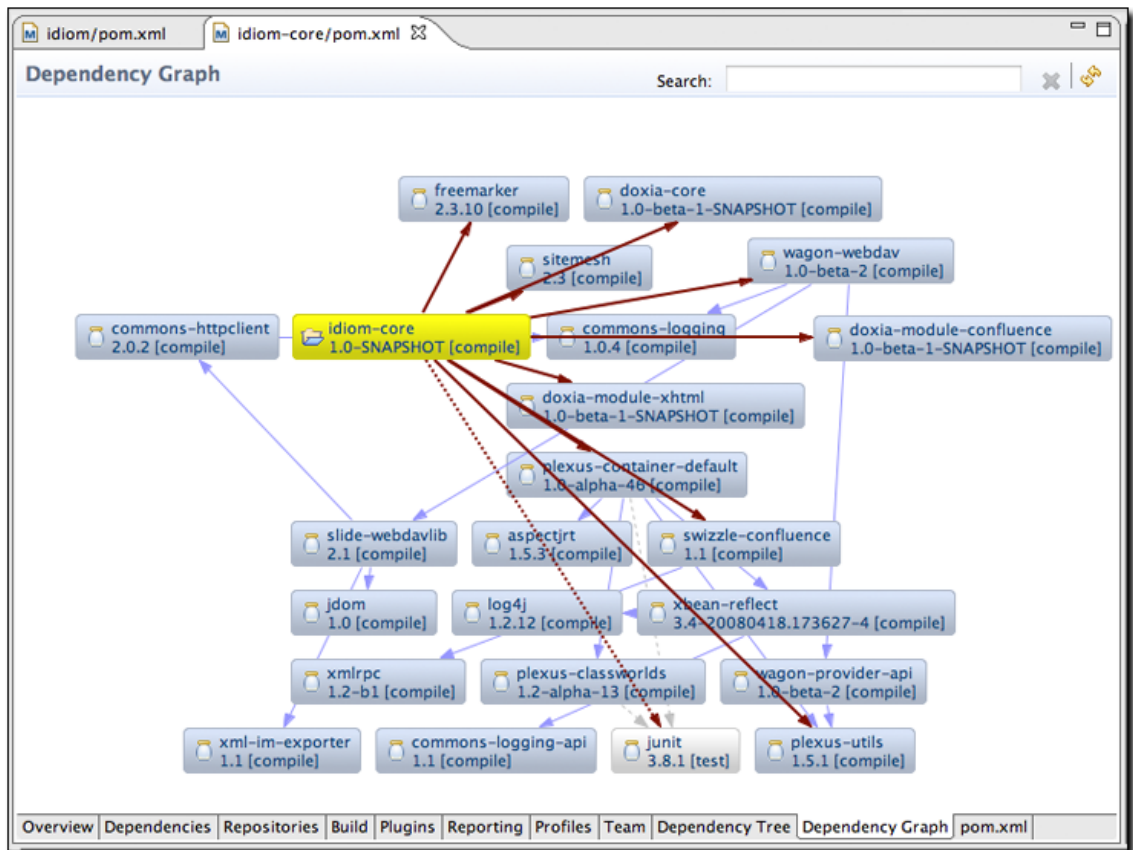 idiom/pom.xml
idiom-core/pom.xml
Dependency Graph
Search:
freemarker
2.3.10 [compile]
doxia-core
1.0-beta-1-SNAPSHOT [compile]
sitemesh
2.3 [compile]
wagon-webdav
1.0-beta-2 [compile]
commons-httpclient
2.0.2 [compile]
idiom-core
1.0-SNAPSHOT [compile]
commons-logging
1.0.4 [compile]
doxia-module-confluence
1.0-beta-1-SNAPSHOT [compile]
doxia-module-xhtml
1.0-beta-1-SNAPSHOT [compile]
plexus-container-default
1.0-alpha-46 [compile]
slide-webdavlib
2.1 [compile]
aspectjrt
1.5.3 [compile]
swizzle-confluence
1.1 [compile]
jdom
1.0 [compile]
log4j
1.2.12 [compile]
xbean-reflect
3.4-20080418.173627-4 [compile]
xmlrpc
1.2-b1 [compile]
plexus-classworlds
1.2-alpha-13 [compile]
wagon-provider-api
1.0-beta-2 [compile]
xml-im-exporter
1.1 [compile]
commons-logging-api
1.1 [compile]
junit
3.8.1 [test]
plexus-utils
1.5.1 [compile]
Overview Dependencies Repositories Build Plugins Reporting Profiles Team Dependency Tree Dependency Graph pom.xml